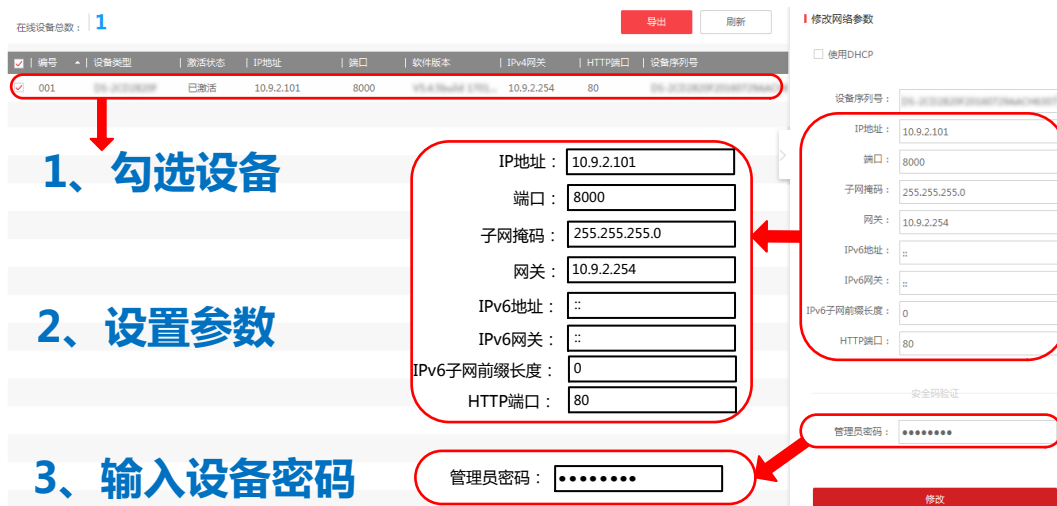 在线设备总数： 1
导出 刷新
修改网络参数
使用DHCP
编号 设备类型 激活状态 IP地址 端口 软件版本 IPv4网关 HTTP端口 设备序列号
001 已激活 10.9.2.101 8000 10.9.2.254 80
设备序列号：
1、勾选设备
IP地址： 10.9.2.101
端口： 8000
子网掩码： 255.255.255.0
网关： 10.9.2.254
IPv6地址： ::
IPv6网关： ::
IPv6子网前缀长度： 0
HTTP端口： 80
2、设置参数
IP地址： 10.9.2.101
端口： 8000
子网掩码： 255.255.255.0
网关： 10.9.2.254
IPv6地址： ::
IPv6网关： ::
IPv6子网前缀长度： 0
HTTP端口： 80
安全码验证
3、输入设备密码
管理员密码： ●●●●●●●●
管理员密码： ●●●●●●●●
修改